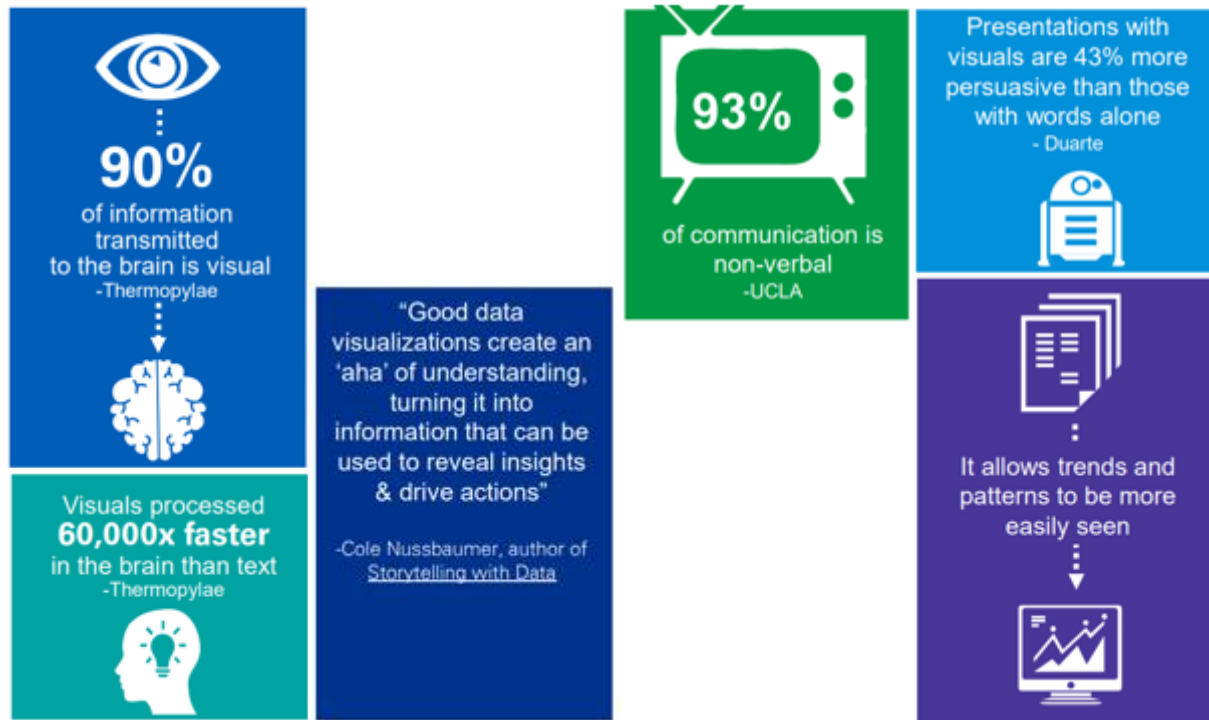 90%
of information
transmitted
to the brain is visual
-Thermopylae
Visuals processed
60,000x faster
in the brain than text
-Thermopylae
“Good data
visualizations create an
‘aha’ of understanding,
turning it into
information that can be
used to reveal insights
& drive actions”
-Cole Nussbaumer, author of
Storytelling with Data
93%
of communication is
non-verbal
-UCLA
Presentations with
visuals are 43% more
persuasive than those
with words alone
- Duarte
It allows trends and
patterns to be more
easily seen